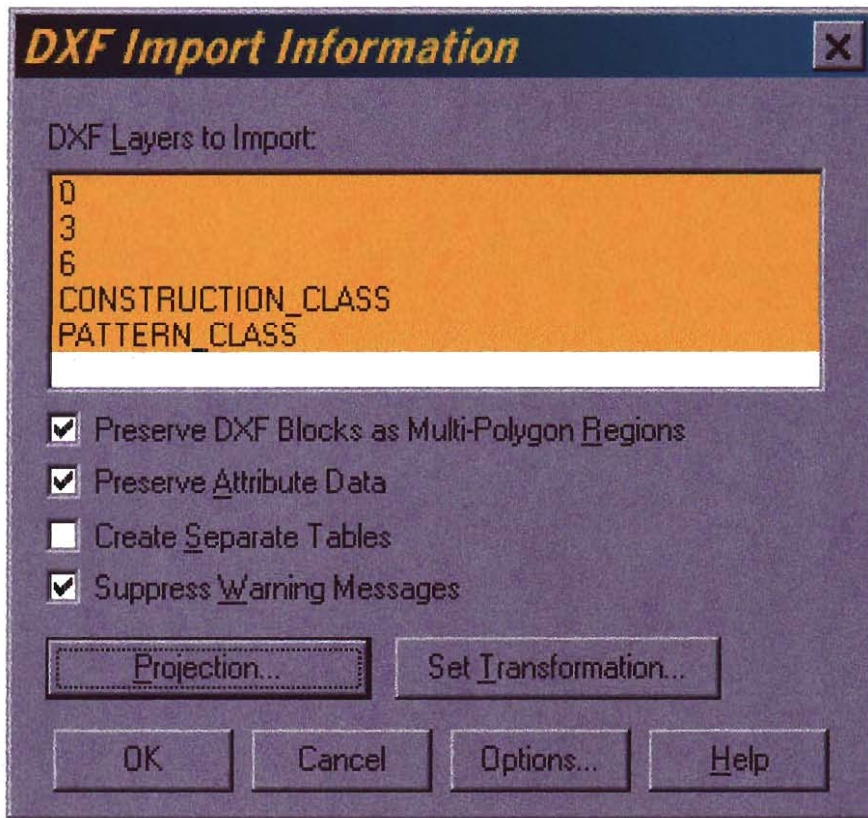 DXF Import Information
DXF Layers to Import:
0
3
6
CONSTRUCTION_CLASS
PATTERN_CLASS
Preserve DXF Blocks as Multi-Polygon Regions
Preserve Attribute Data
Create Separate Tables
Suppress Warning Messages
Projection... Set Transformation...
OK Cancel Options... Help